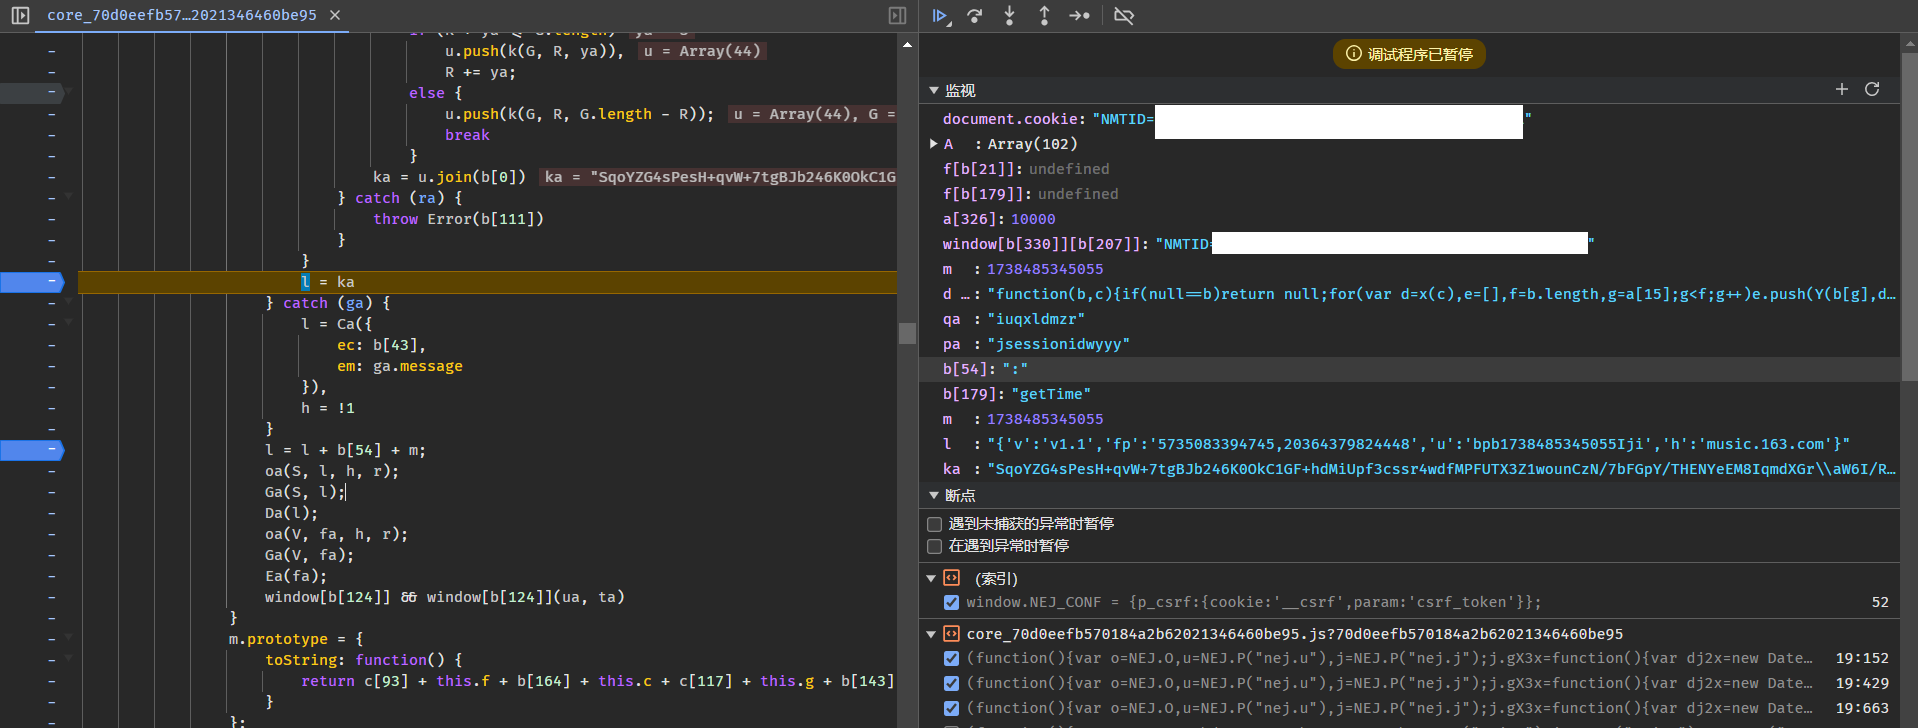 core_70d0eefb57…2021346460be95
u.push(k(G, R, ya)), u = Array(44)
R += ya;
else {
u.push(k(G, R, G.length - R)); u = Array(44), G =
break
}
ka = u.join(b[0]) ka = "SqoYZG4sPesH+qvW+7tgBJb246K0OkC1G
} catch (ra) {
throw Error(b[111])
}
}
l = ka
} catch (ga) {
l = Ca({
ec: b[43],
em: ga.message
}),
h = !1
}
l = l + b[54] + m;
oa(S, l, h, r);
Ga(S, l);
Da(l);
oa(V, fa, h, r);
Ga(V, fa);
Ea(fa);
window[b[124]] && window[b[124]](ua, ta)
}
m.prototype = {
toString: function() {
return c[93] + this.f + b[164] + this.c + c[117] + this.g + b[143]
}
};
调试程序已暂停
监视
document.cookie: "NMTID= "
A : Array(102)
f[b[21]]: undefined
f[b[179]]: undefined
a[326]: 10000
window[b[330]][b[207]]: "NMTID= "
m : 1738485345055
d …: "function(b,c){if(null==b)return null;for(var d=x(c),e=[],f=b.length,g=a[15];g<f;g++)e.push(Y(b[g],d…
qa : "iuqxldmzr"
pa : "jsessionidwyyy"
b[54]: ":"
b[179]: "getTime"
m : 1738485345055
l : "{'v':'v1.1','fp':'5735083394745,20364379824448','u':'bpb1738485345055Iji','h':'music.163.com'}"
ka : "SqoYZG4sPesH+qvW+7tgBJb246K0OkC1GF+hdMiUpf3cssr4wdfMPFUTX3Z1wounCzN/7bFGpY/THENYeEM8IqmdXGr\\aW6I/R…
断点
遇到未捕获的异常时暂停
在遇到异常时暂停
(索引)
window.NEJ_CONF = {p_csrf:{cookie:'__csrf',param:'csrf_token'}}; 52
core_70d0eefb570184a2b62021346460be95.js?70d0eefb570184a2b62021346460be95
(function(){var o=NEJ.O,u=NEJ.P("nej.u"),j=NEJ.P("nej.j");j.gX3x=function(){var dj2x=new Date… 19:152
(function(){var o=NEJ.O,u=NEJ.P("nej.u"),j=NEJ.P("nej.j");j.gX3x=function(){var dj2x=new Date… 19:429
(function(){var o=NEJ.O,u=NEJ.P("nej.u"),j=NEJ.P("nej.j");j.gX3x=function(){var dj2x=new Date… 19:663